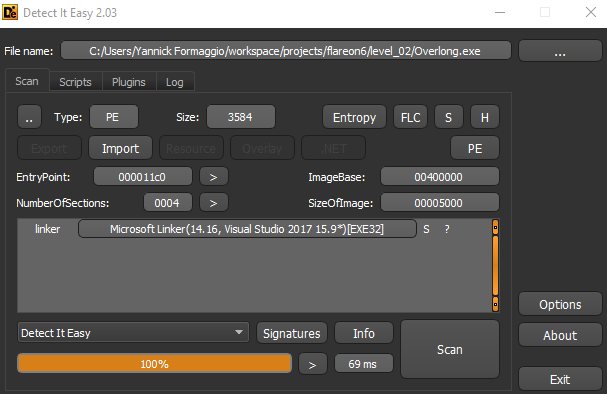 Detect It Easy 2.03
File name: C:/Users/Yannick Formaggio/workspace/projects/flareon6/level_02/Overlong.exe ...
Scan Scripts Plugins Log
.. Type: PE Size: 3584 Entropy FLC S H
Export Import Resource Overlay .NET PE
EntryPoint: 000011c0 > ImageBase: 00400000
NumberOfSections: 0004 > SizeOfImage: 00005000
linker Microsoft Linker(14.16, Visual Studio 2017 15.9*)[EXE32] S ?
Options
Detect It Easy Signatures Info Scan About
100% > 69 ms
Exit